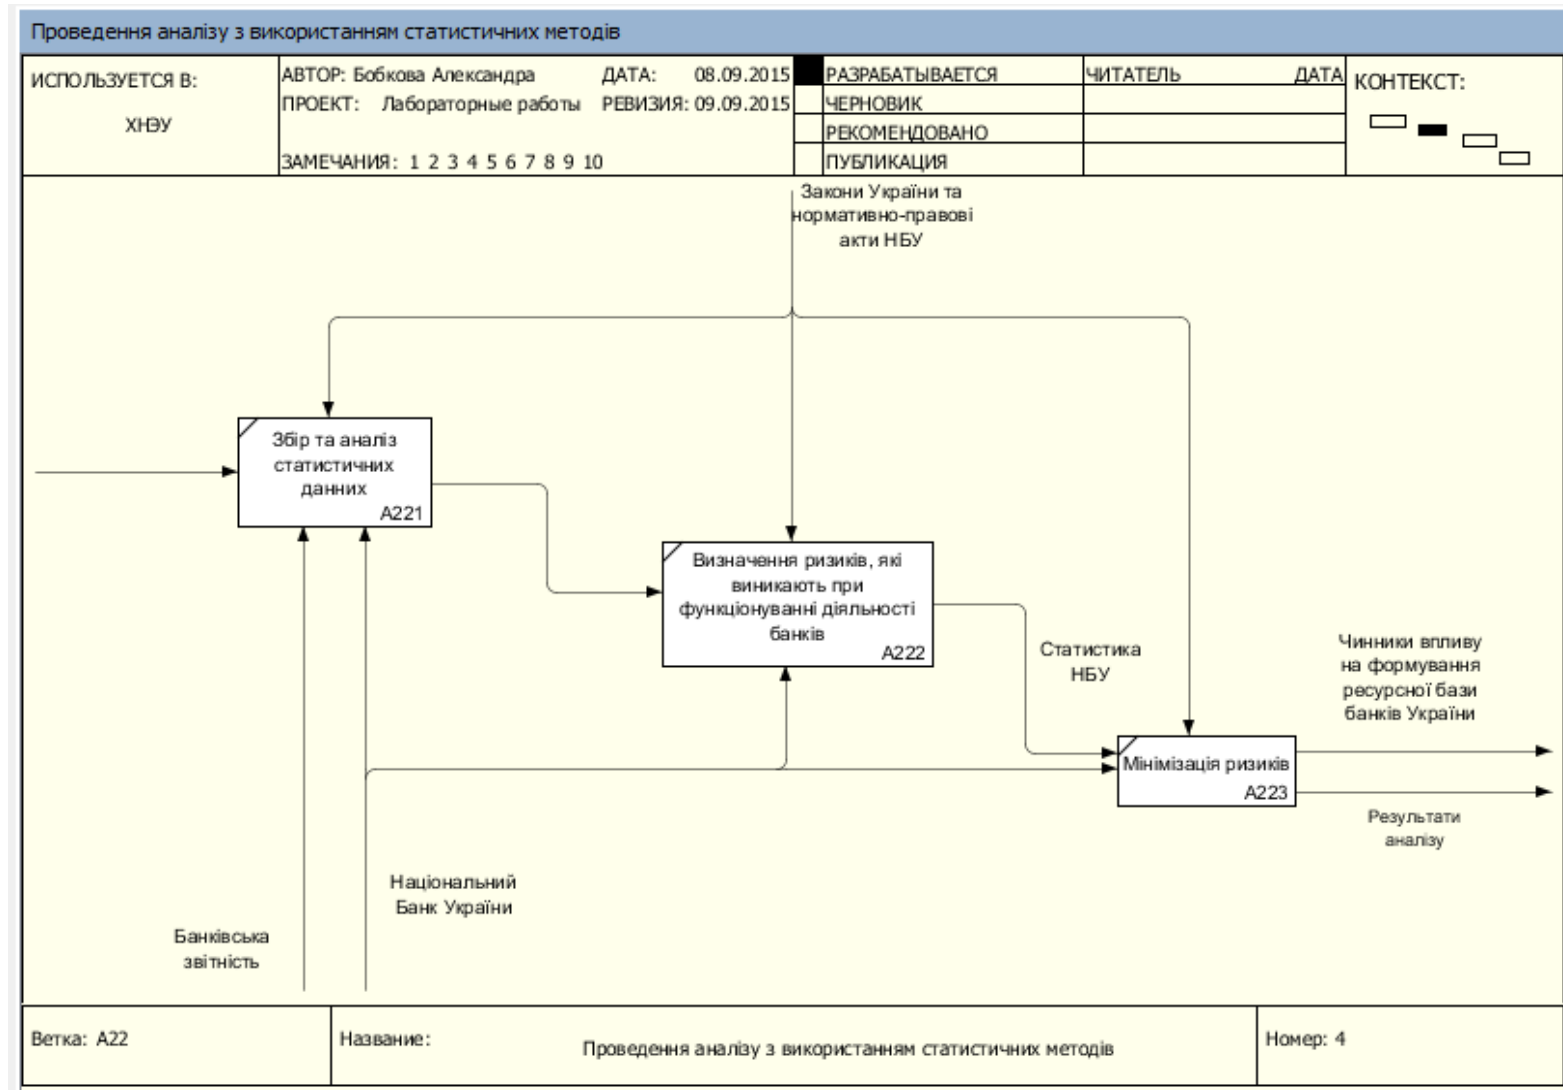 Проведення аналізу з використанням статистичних методів
ИСПОЛЬЗУЕТСЯ В:
ХНЭУ
АВТОР: Бобкова Александра
ДАТА: 08.09.2015
ПРОЕКТ: Лабораторные работы
РЕВИЗИЯ: 09.09.2015
ЗАМЕЧАНИЯ: 1 2 3 4 5 6 7 8 9 10
РАЗРАБАТЫВАЕТСЯ
ЧЕРНОВИК
РЕКОМЕНДОВАНО
ПУБЛИКАЦИЯ
ЧИТАТЕЛЬ
ДАТА
КОНТЕКСТ:
Закони України та
нормативно-правові
акти НБУ
Збір та аналіз
статистичних
данних
A221
Визначення ризиків, які
виникають при
функціонуванні діяльності
банків
A222
Статистика
НБУ
Чинники впливу
на формування
ресурсної бази
банків України
Мінімізація ризиків
A223
Результати
аналізу
Національний
Банк України
Банківська
звітність
Ветка: A22
Название:
Проведення аналізу з використанням статистичних методів
Номер: 4